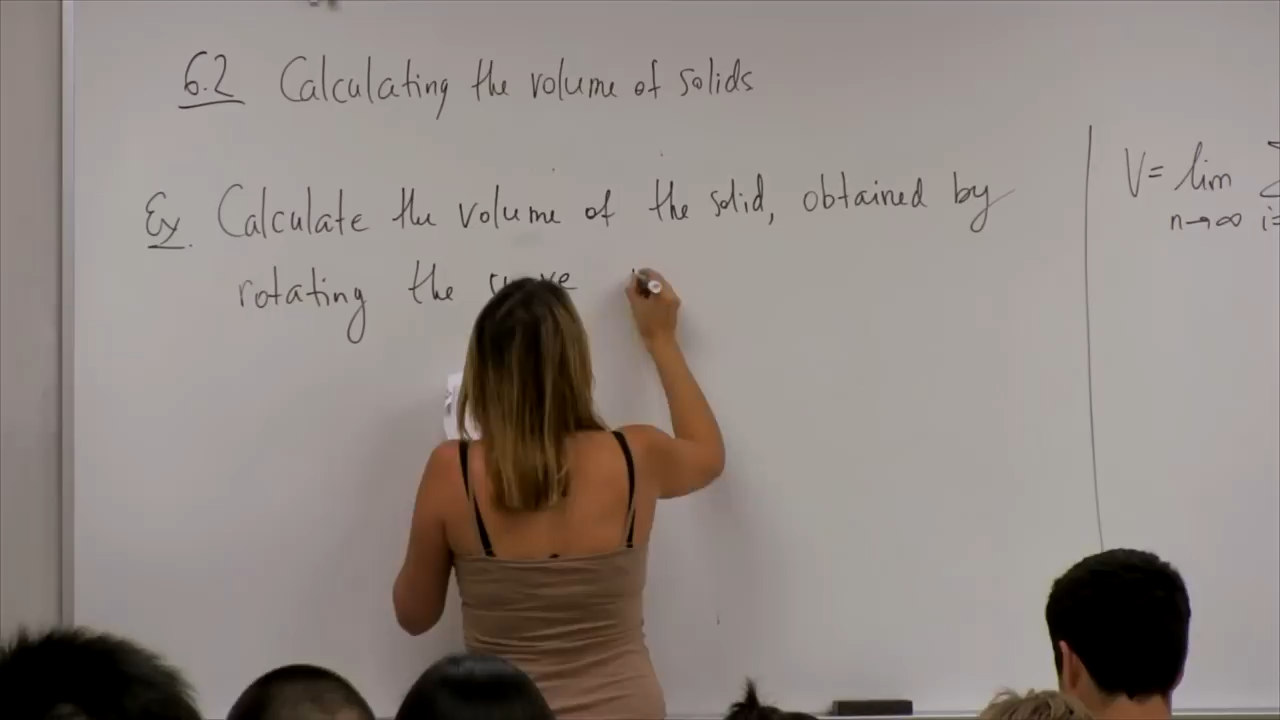 6.2 Calculating the volume of solids
Ex. Calculate the volume of the solid, obtained by
rotating the
V = lim
n→∞ i=